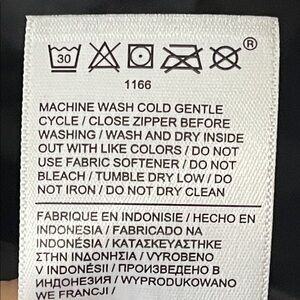 30
®
1166
MACHINE WASH COLD GENTLE
CYCLE / CLOSE ZIPPER BEFORE
WASHING / WASH AND DRY INSIDE
OUT WITH LIKE COLORS / DO NOT
USE FABRIC SOFTENER / DO NOT
BLEACH / TUMBLE DRY LOW / DO
NOT IRON / DO NOT DRY CLEAN
FABRIQUE EN INDONISIE / HECHO EN
INDONESIA / FABRICADO NA
INDONÉSIA / ΚΑΤΑΣΚΕΥΑΣΤΗΚΕ
ΣΤΗΝ ΙΝΔΟΝΗΣΙΑ / VYROBENO
V INDONÉSII / ПРОИЗВЕДЕНО В
ИНДОНЕЗИЯ / WYPRODUKOWANO
WE FRANCJI /